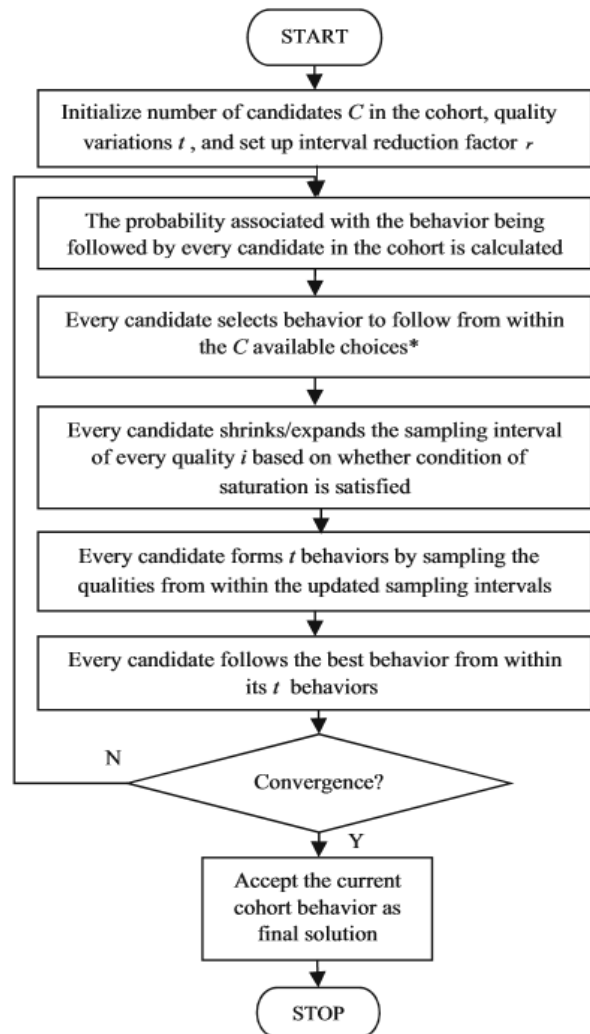 START
Initialize number of candidates C in the cohort, quality
variations t , and set up interval reduction factor r
The probability associated with the behavior being
followed by every candidate in the cohort is calculated
Every candidate selects behavior to follow from within
the C available choices*
Every candidate shrinks/expands the sampling interval
of every quality i based on whether condition of
saturation is satisfied
Every candidate forms t behaviors by sampling the
qualities from within the updated sampling intervals
Every candidate follows the best behavior from within
its t behaviors
N
Convergence?
Y
Accept the current
cohort behavior as
final solution
STOP